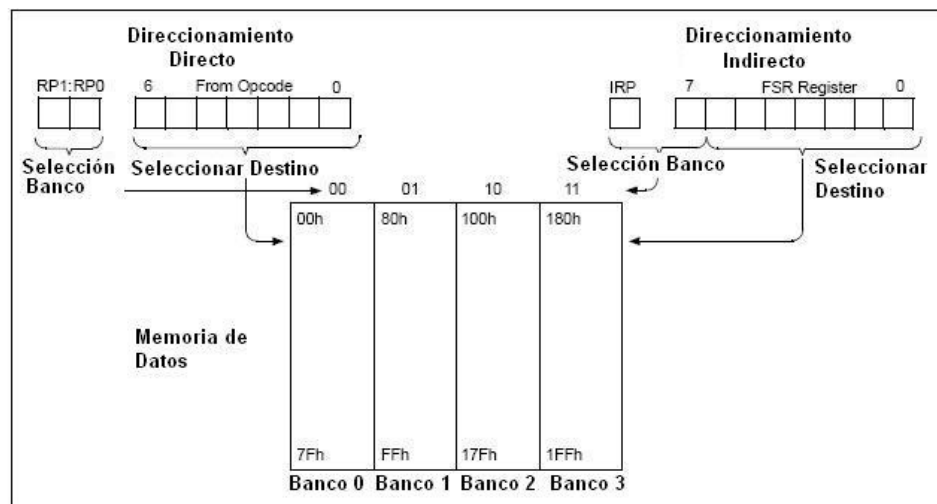 Direccionamiento
Directo
RP1:RP0 6 From Opcode 0
Selección
Banco
Seleccionar Destino
Direccionamiento
Indirecto
IRP 7 FSR Register 0
Selección Banco
Seleccionar
Destino
00 01 10 11
00h 80h 100h 180h
Memoria de
Datos
7Fh FFh 17Fh 1FFh
Banco 0 Banco 1 Banco 2 Banco 3